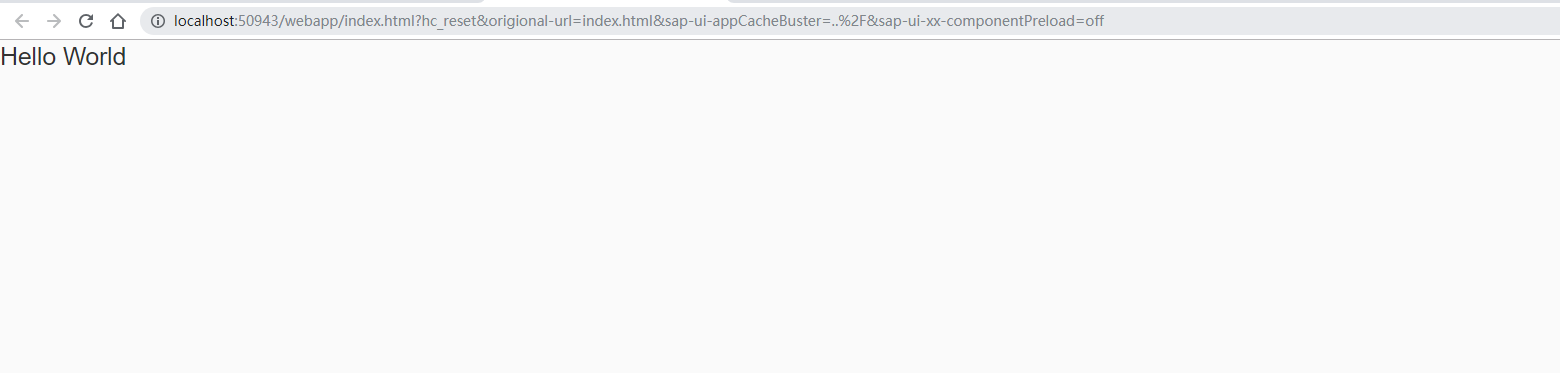 localhost:50943/webapp/index.html?hc_reset&origional-url=index.html&sap-ui-appCacheBuster=..%2F&sap-ui-xx-componentPreload=off
Hello World